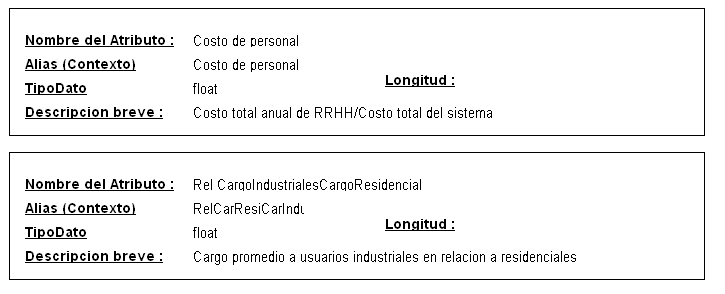 Nombre del Atributo : Costo de personal
Alias (Contexto) Costo de personal
Longitud :
TipoDato float
Descripcion breve : Costo total anual de RRHH/Costo total del sistema
Nombre del Atributo : Rel CargoIndustrialesCargoResidencial
Alias (Contexto) RelCarResiCarIndu
Longitud :
TipoDato float
Descripcion breve : Cargo promedio a usuarios industriales en relacion a residenciales